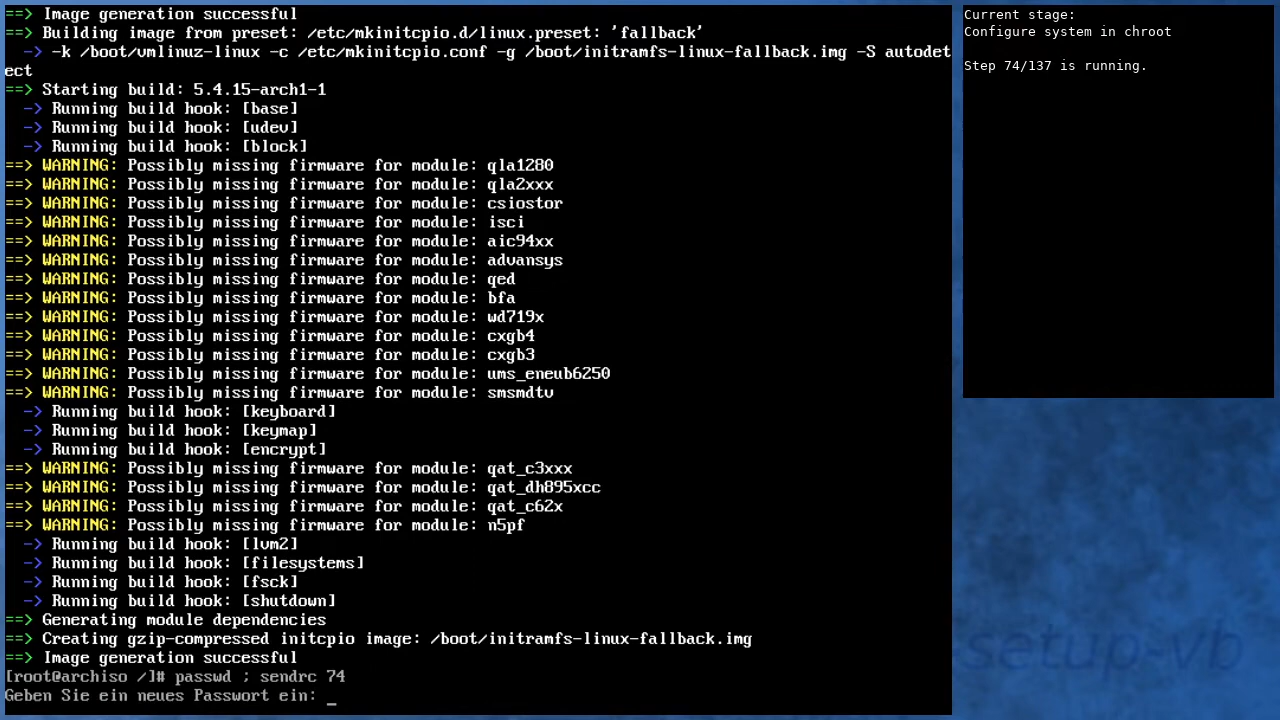 ==> Image generation successful
==> Building image from preset: /etc/mkinitcpio.d/linux.preset: 'fallback'
  -> -k /boot/vmlinuz-linux -c /etc/mkinitcpio.conf -g /boot/initramfs-linux-fallback.img -S autodet
ect
==> Starting build: 5.4.15-arch1-1
  -> Running build hook: [base]
  -> Running build hook: [udev]
  -> Running build hook: [block]
==> WARNING: Possibly missing firmware for module: qla1280
==> WARNING: Possibly missing firmware for module: qla2xxx
==> WARNING: Possibly missing firmware for module: csiostor
==> WARNING: Possibly missing firmware for module: isci
==> WARNING: Possibly missing firmware for module: aic94xx
==> WARNING: Possibly missing firmware for module: advansys
==> WARNING: Possibly missing firmware for module: qed
==> WARNING: Possibly missing firmware for module: bfa
==> WARNING: Possibly missing firmware for module: wd719x
==> WARNING: Possibly missing firmware for module: cxgb4
==> WARNING: Possibly missing firmware for module: cxgb3
==> WARNING: Possibly missing firmware for module: ums_eneub6250
==> WARNING: Possibly missing firmware for module: smsmdtv
  -> Running build hook: [keyboard]
  -> Running build hook: [keymap]
  -> Running build hook: [encrypt]
==> WARNING: Possibly missing firmware for module: qat_c3xxx
==> WARNING: Possibly missing firmware for module: qat_dh895xcc
==> WARNING: Possibly missing firmware for module: qat_c62x
==> WARNING: Possibly missing firmware for module: n5pf
  -> Running build hook: [lvm2]
  -> Running build hook: [filesystems]
  -> Running build hook: [fsck]
  -> Running build hook: [shutdown]
==> Generating module dependencies
==> Creating gzip-compressed initcpio image: /boot/initramfs-linux-fallback.img
==> Image generation successful
[root@archiso /]# passwd ; sendrc 74
Geben Sie ein neues Passwort ein: _
Current stage:
Configure system in chroot
Step 74/137 is running.
setup-vb